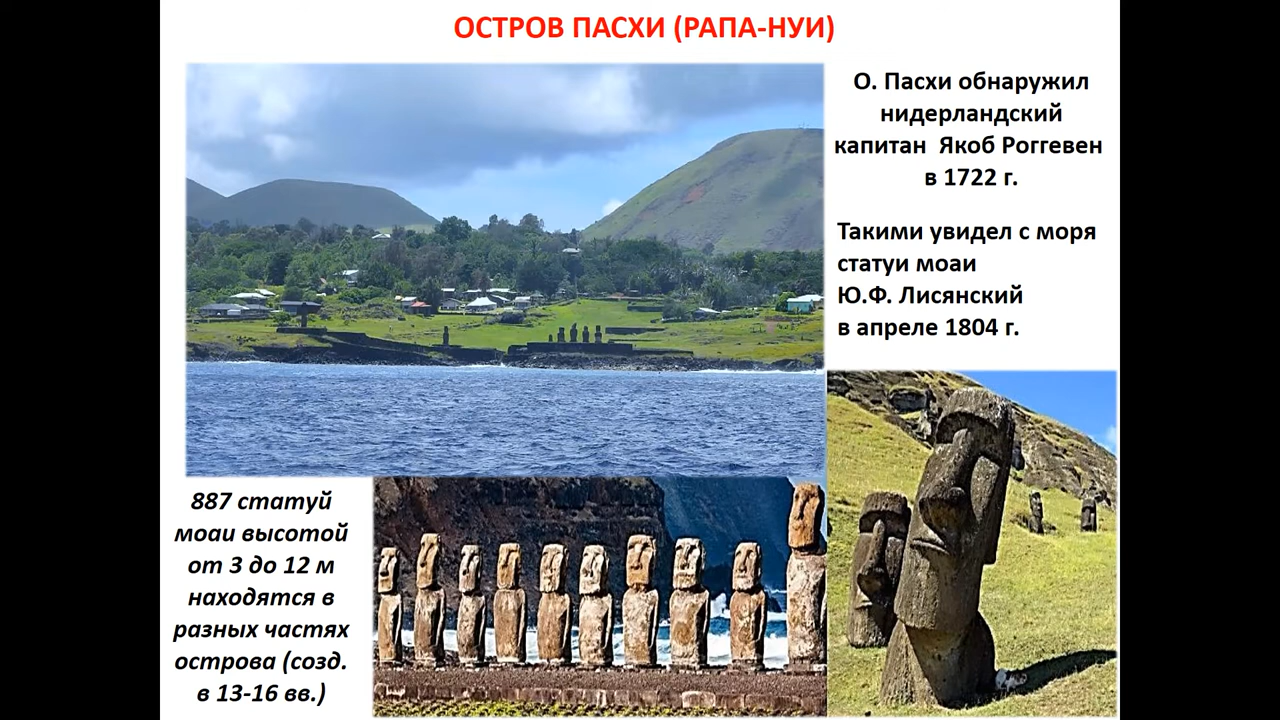 ОСТРОВ ПАСХИ (РАПА-НУИ)
О. Пасхи обнаружил
нидерландский
капитан Якоб Роггевен
в 1722 г.
Такими увидел с моря
статуи моаи
Ю.Ф. Лисянский
в апреле 1804 г.
887 статуй
моаи высотой
от 3 до 12 м
находятся в
разных частях
острова (созд.
в 13-16 вв.)